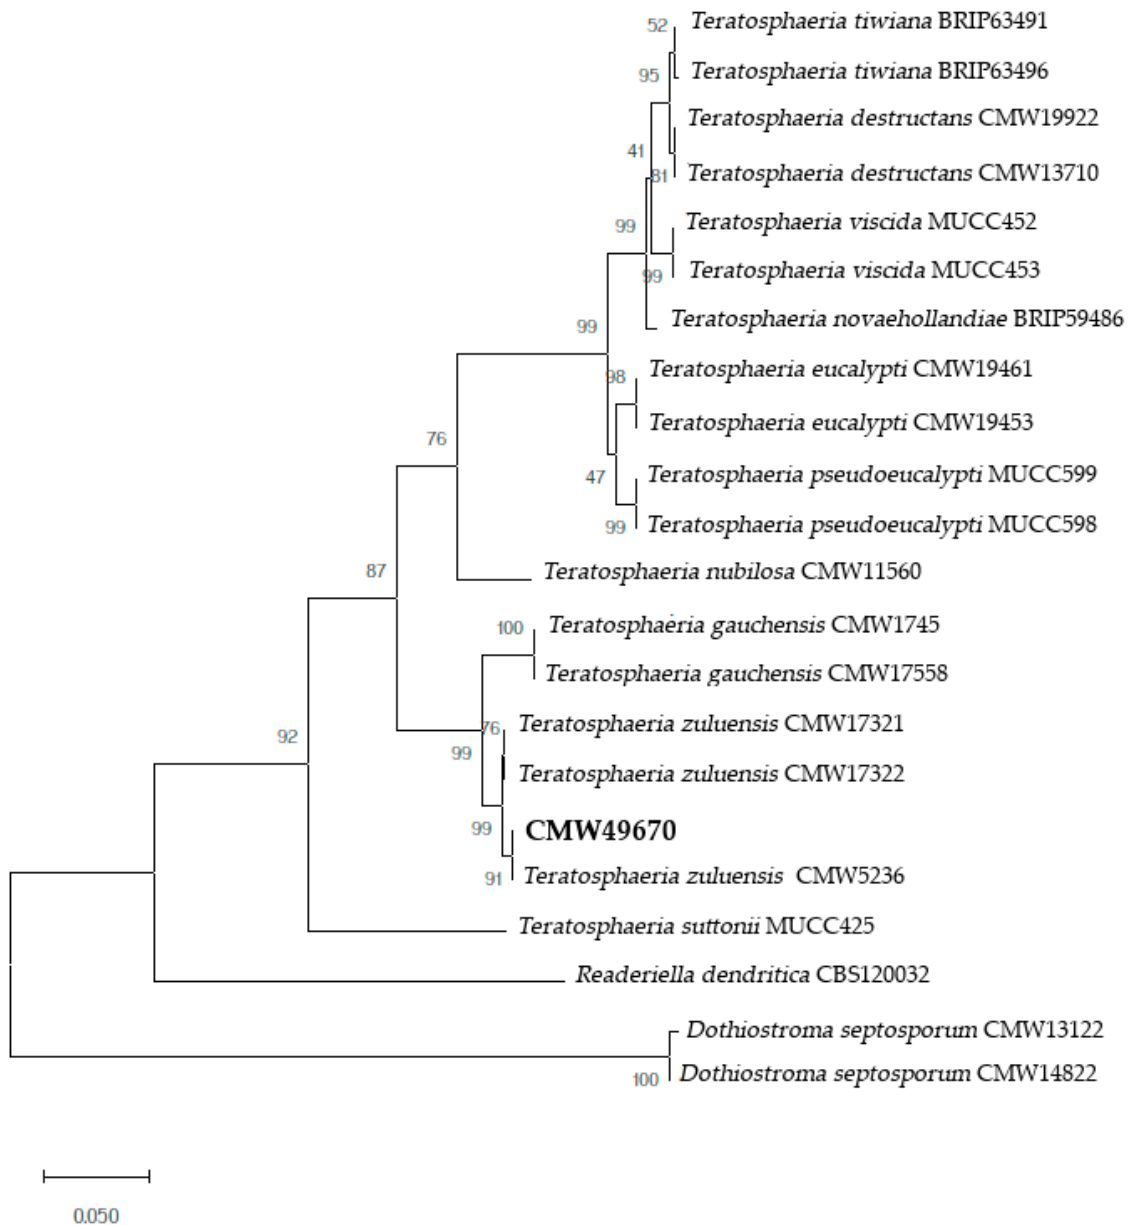 52
Teratosphaeria tiwiana BRIP63491
95
Teratosphaeria tiwiana BRIP63496
Teratosphaeria destructans CMW19922
41
81
Teratosphaeria destructans CMW13710
Teratosphaeria viscida MUCC452
99
99
Teratosphaeria viscida MUCC453
Teratosphaeria novaehollandiae BRIP59486
99
98
Teratosphaeria eucalypti CMW19461
Teratosphaeria eucalypti CMW19453
76
47
Teratosphaeria pseudoeucalypti MUCC599
99
Teratosphaeria pseudoeucalypti MUCC598
87
Teratosphaeria nubilosa CMW11560
100
Teratosphaeria gauchensis CMW1745
Teratosphaeria gauchensis CMW17558
92
76
Teratosphaeria zuluensis CMW17321
99
Teratosphaeria zuluensis CMW17322
99
CMW49670
91
Teratosphaeria zuluensis CMW5236
Teratosphaeria suttonii MUCC425
Readeriella dendritica CBS120032
Dothiostroma septosporum CMW13122
100
Dothiostroma septosporum CMW14822
0.050